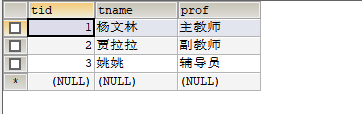 tid tname prof
1 杨文林 主教师
2 贾拉拉 副教师
3 姚姚 辅导员
* (NULL) (NULL) (NULL)